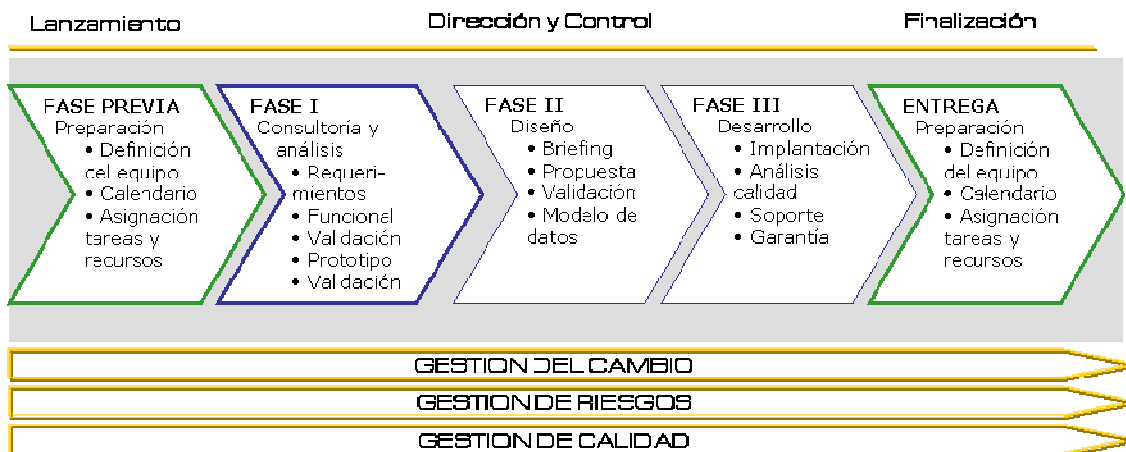 Lanzamiento
Dirección y Control
Finalización
FASE PREVIA
Preparación
• Definición
cel equipo
• Calendario
• Asignación
tareas y
recursos
FASE I
Consultoría y
análisis
• Requeri-
mientos
• Funcional
• Validación
• Prototipo
• Validación
FASE II
Diseño
• Briefing
• Propuesta
• Validación
• Modelo de
datos
FASE III
Desarrollo
• Implantación
• Análisis
calidad
• Soporte
• Garantía
ENTREGA
Preparación
• Definición
del equipo
• Calendario
• Asignación
tareas y
recursos
GESTION DEL CAMBIO
GESTION DE RIESGOS
GESTION DE CALIDAD